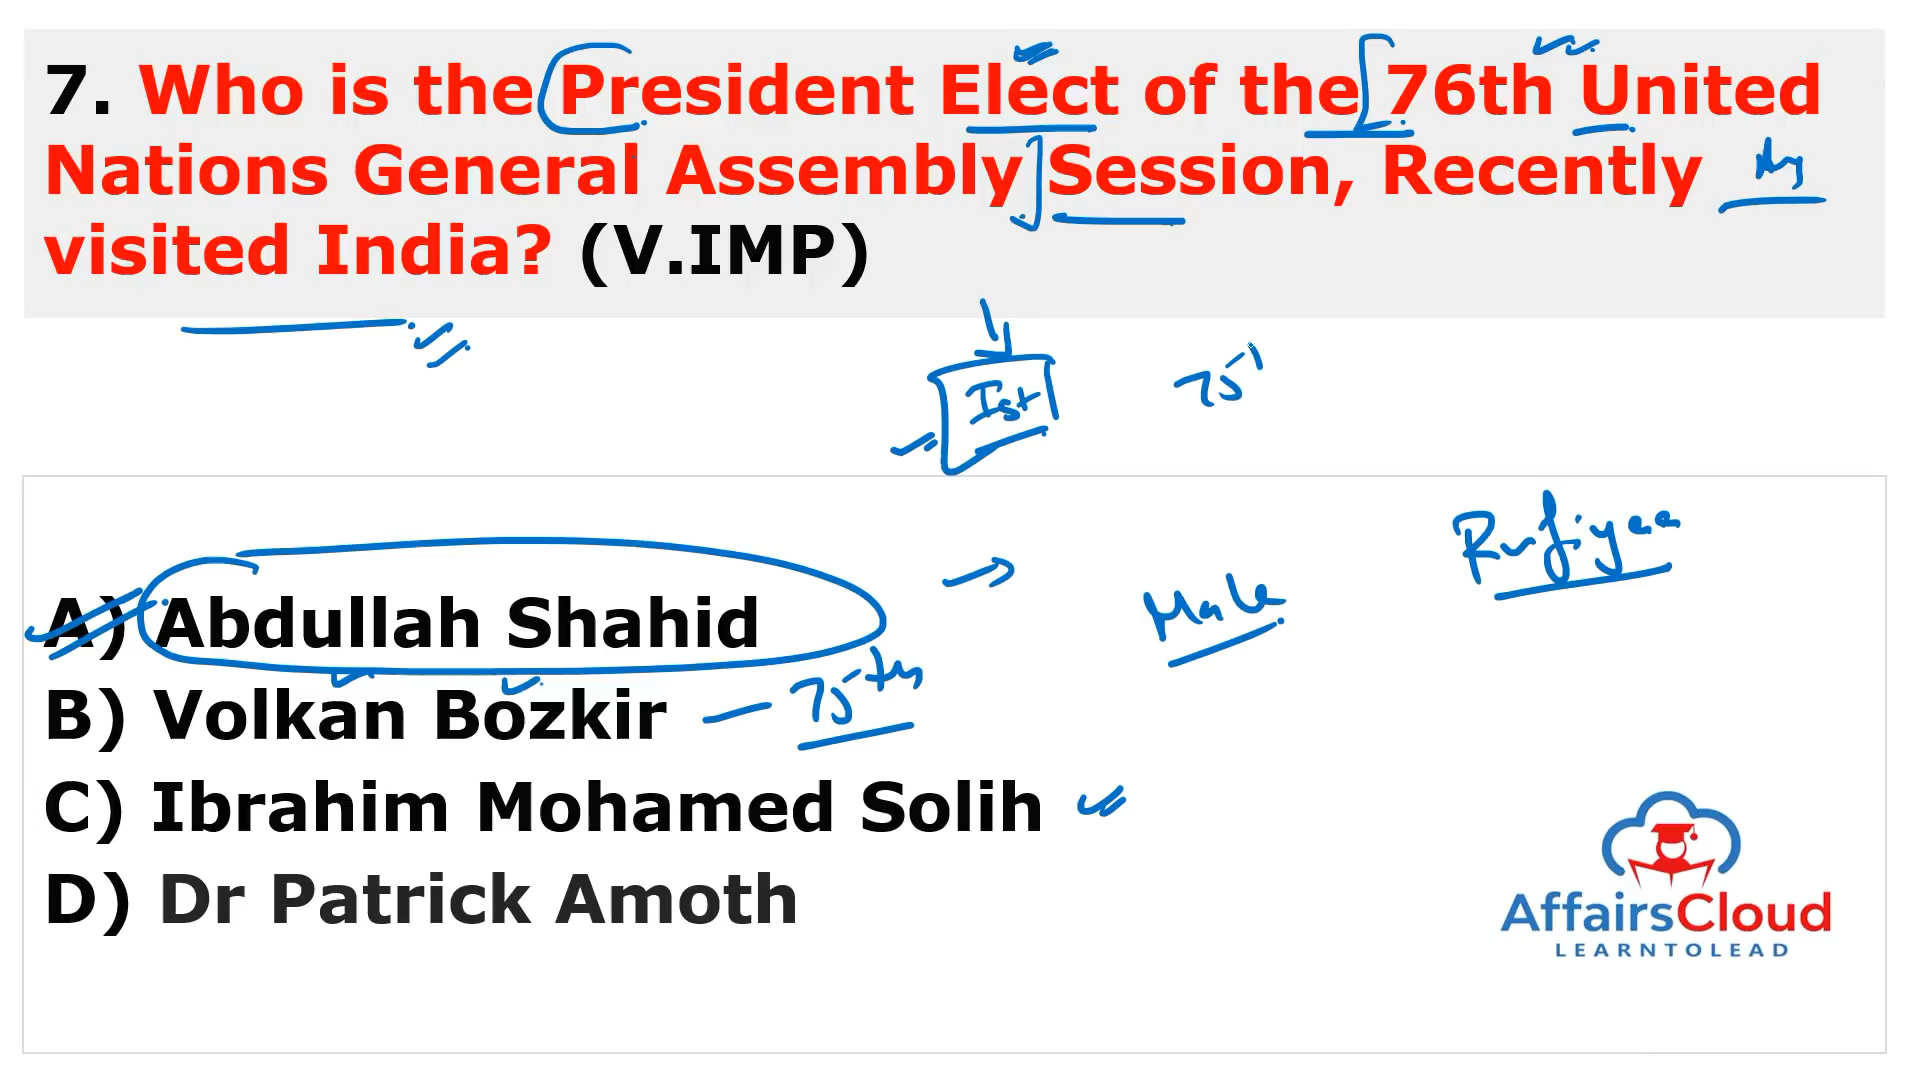 7. Who is the President Elect of the 76th United
Nations General Assembly Session, Recently
visited India? (V.IMP)
Ist
75
Rufiyaa
Male
A) Abdullah Shahid
75th
B) Volkan Bozkir
C) Ibrahim Mohamed Solih
D) Dr Patrick Amoth
AffairsCloud
LEARNTOLEAD